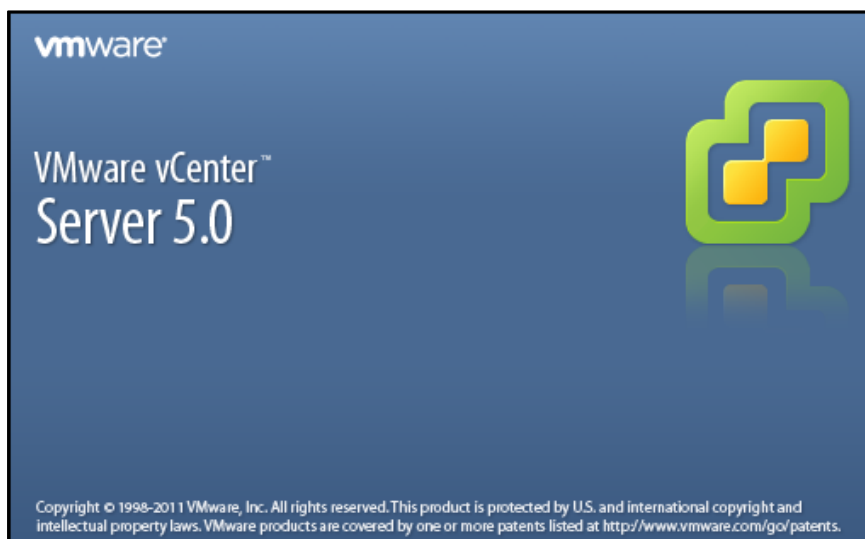 vmware®
VMware vCenter™
Server 5.0
Copyright © 1998-2011 VMware, Inc. All rights reserved. This product is protected by U.S. and international copyright and
intellectual property laws. VMware products are covered by one or more patents listed at http://www.vmware.com/go/patents.